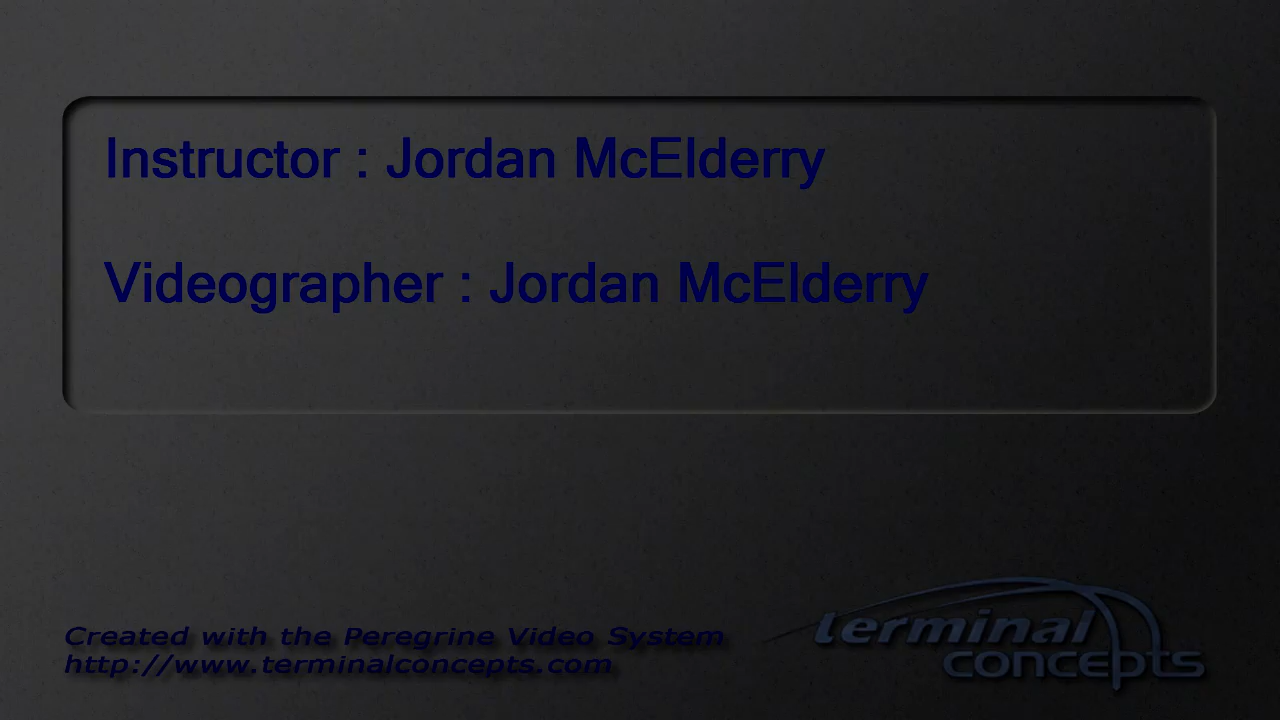 Instructor : Jordan McElderry
Videographer : Jordan McElderry
Created with the Peregrine Video System
http://www.terminalconcepts.com
terminal
concepts